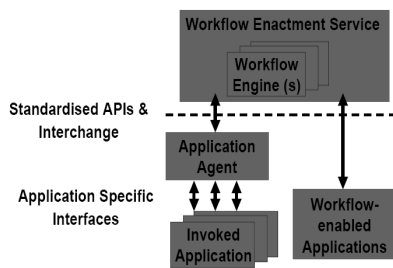 Workflow Enactment Service
Workflow
Engine (s)
Standardised APIs &
Interchange
Application
Agent
Application Specific
Interfaces
Invoked
Application
Workflow-
enabled
Applications